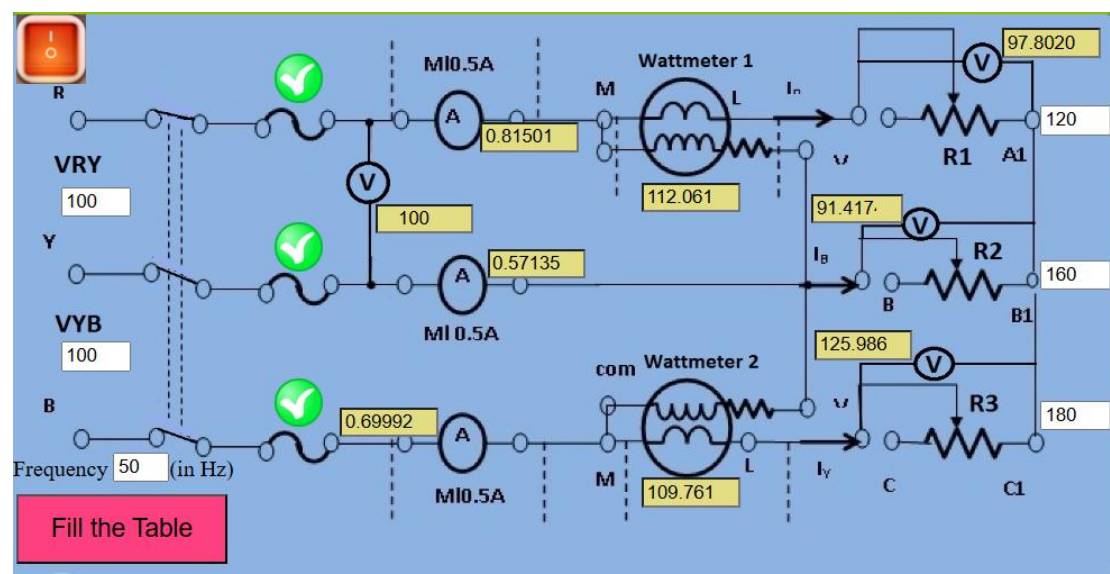 I
O
R
MI0.5A
A
0.81501
Wattmeter 1
M
L
97.8020
V
120
R1
A1
VRY
100
V
100
112.061
91.417
V
Y
A
0.57135
MI 0.5A
I_B
B
R2
160
B1
VYB
100
125.986
V
com
Wattmeter 2
B
0.69992
A
MI0.5A
M
L
109.761
I_Y
C
R3
180
C1
Frequency 50 (in Hz)
Fill the Table